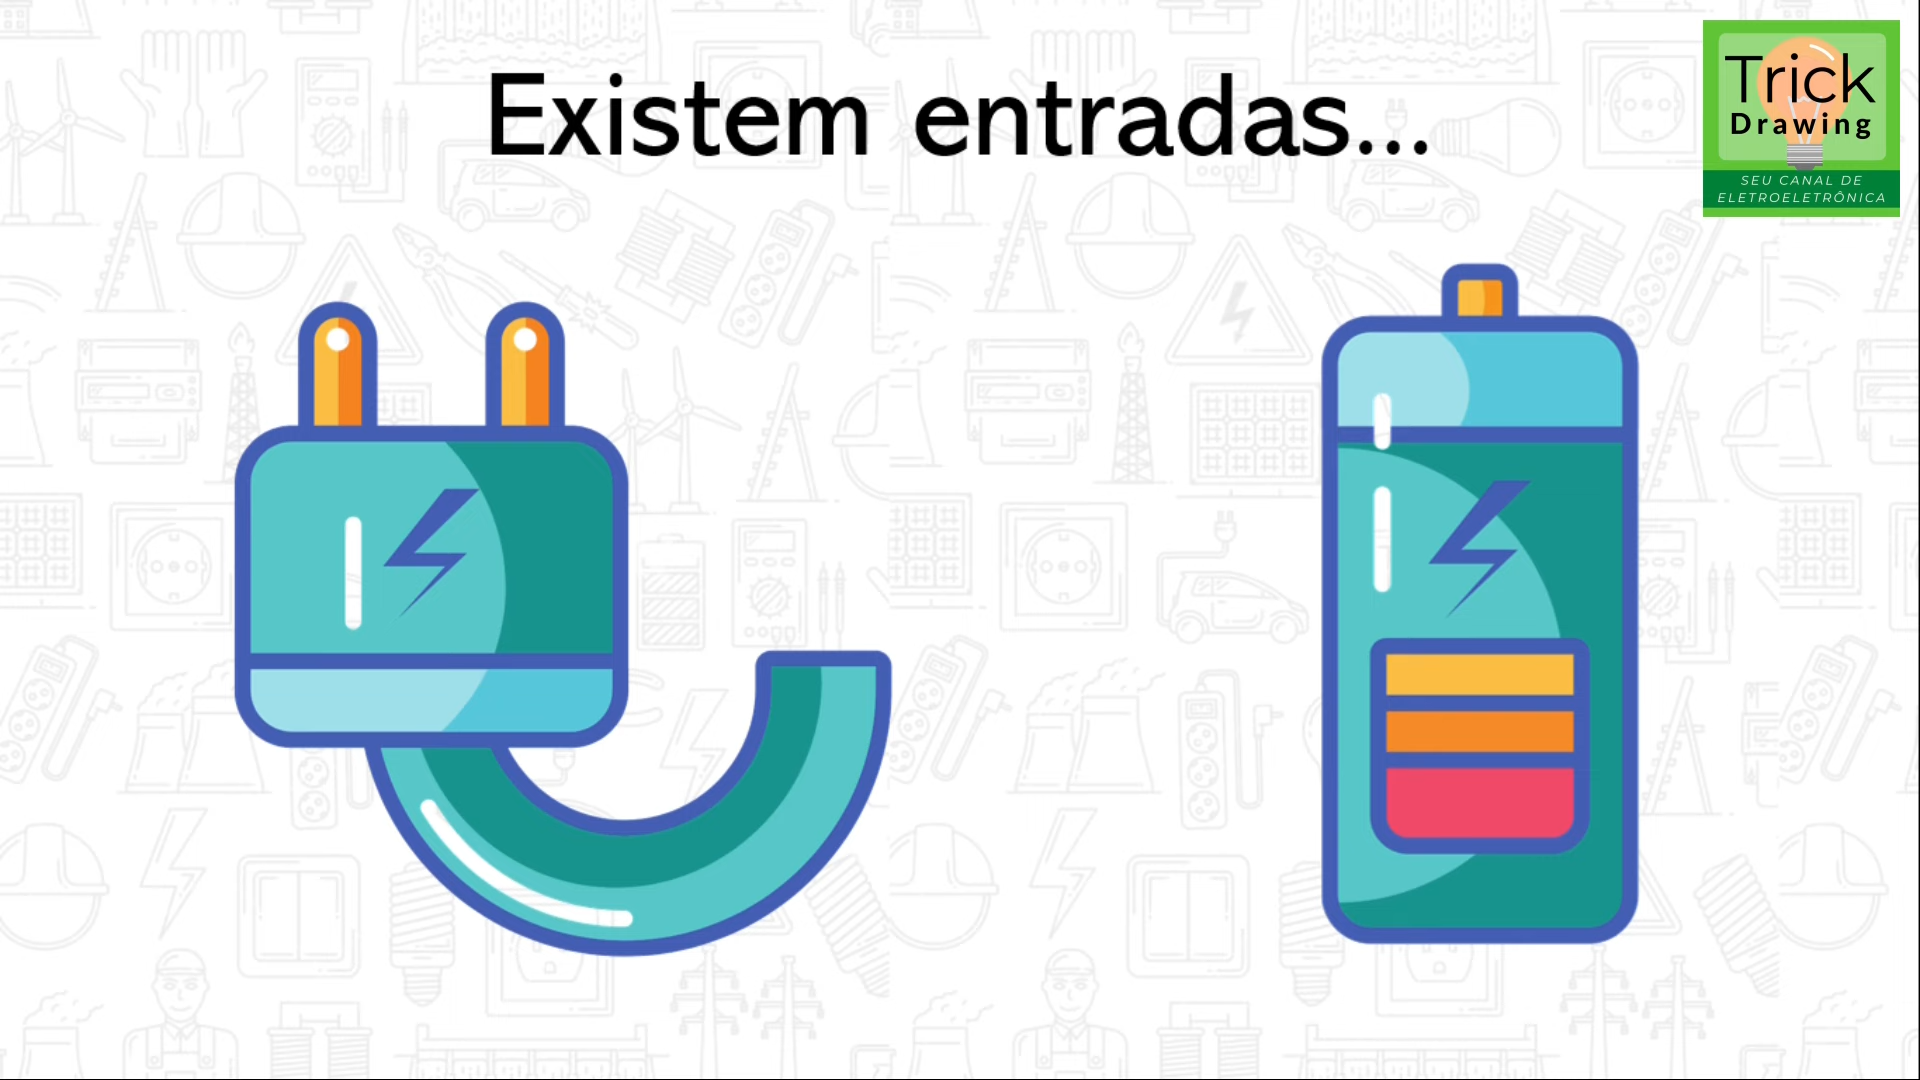 Existem entradas...
Trick
Drawing
SEU CANAL DE
ELETROELETRÔNICA